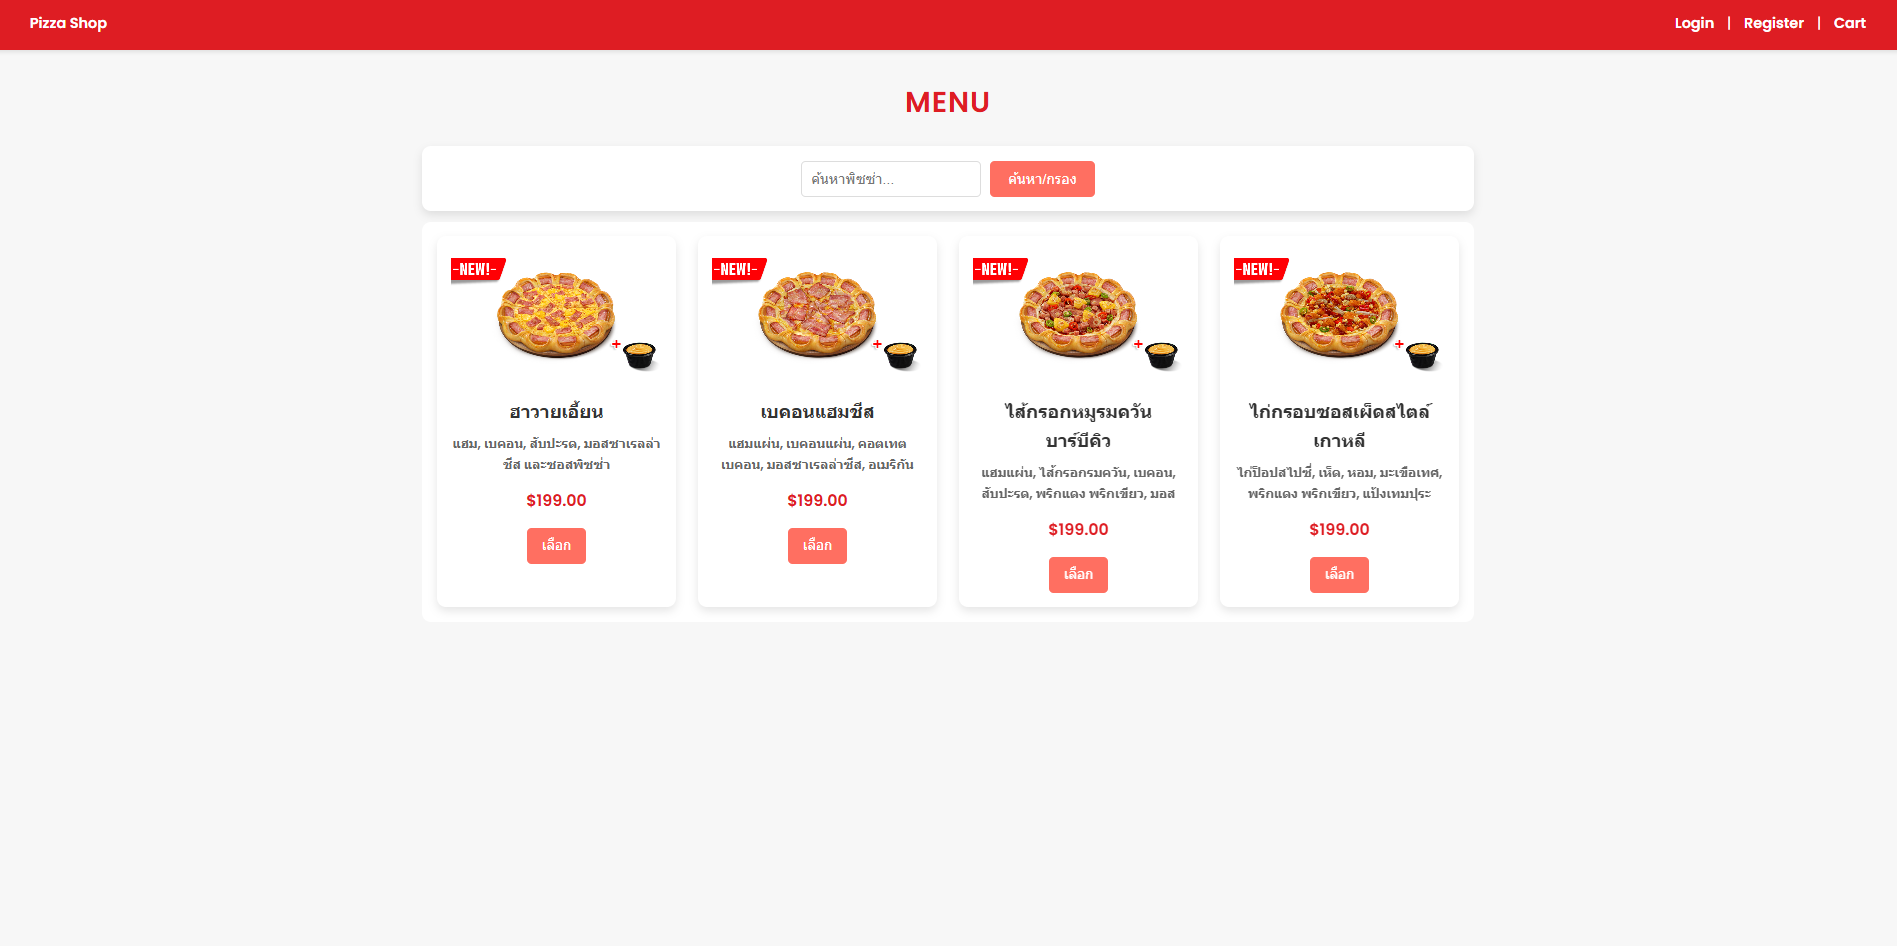 Pizza Shop
Login | Register | Cart
MENU
ค้นหาพิซซ่า...
ค้นหา/กรอง
-NEW!-
-NEW!-
-NEW!-
-NEW!-
+
+
+
+
ฮาวายเอี้ยน
แฮม, เบคอน, สับปะรด, มอสซาเรลล่า
ชีส และซอสพิซซ่า
$199.00
เลือก
เบคอนแฮมชีส
แฮมแผ่น, เบคอนแผ่น, คอตเทต
เบคอน, มอสซาเรลล่าชีส, อเมริกัน
$199.00
เลือก
ไส้กรอกหมูรมควัน
บาร์บีคิว
แฮมแผ่น, ไส้กรอกรมควัน, เบคอน,
สับปะรด, พริกแดง พริกเขียว, มอส
$199.00
เลือก
ไก่กรอบซอสเผ็ดสไตล์
เกาหลี
ไก่ป๊อปสไปซี่, เห็ด, หอม, มะเขือเทศ,
พริกแดง พริกเขียว, แป้งเทมปุระ
$199.00
เลือก